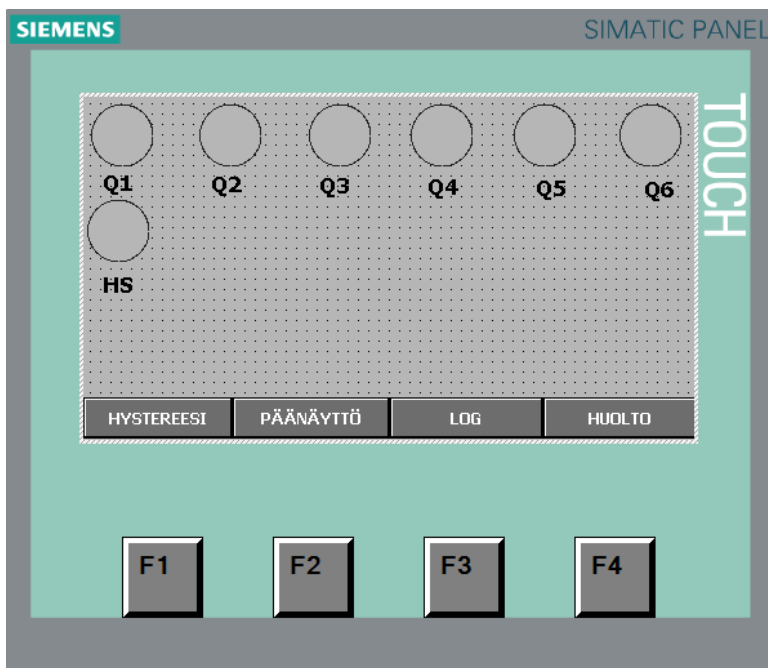 SIEMENS SIMATIC PANEL
TOUCH
Q1 Q2 Q3 Q4 Q5 Q6
HS
HYSTEREESI PÄÄNÄYTTÖ LOG HUOLTO
F1 F2 F3 F4